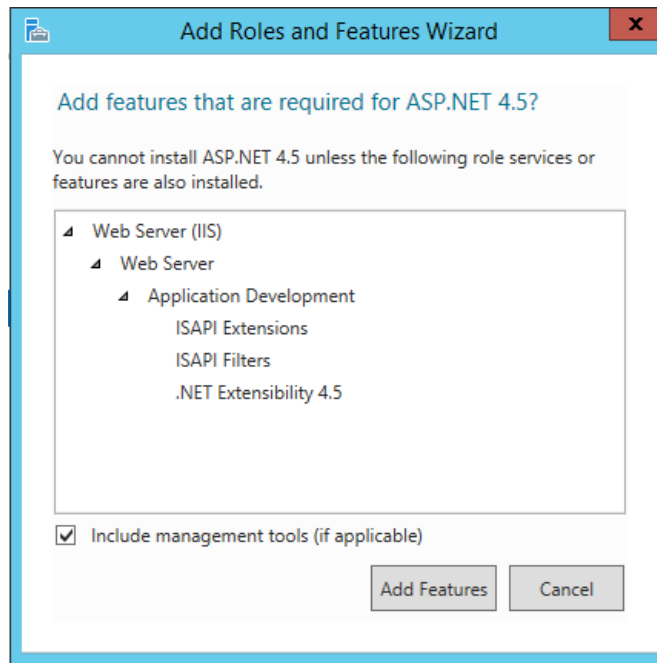 Add Roles and Features Wizard
x
Add features that are required for ASP.NET 4.5?
You cannot install ASP.NET 4.5 unless the following role services or
features are also installed.
Web Server (IIS)
Web Server
Application Development
ISAPI Extensions
ISAPI Filters
.NET Extensibility 4.5
Include management tools (if applicable)
Add Features
Cancel